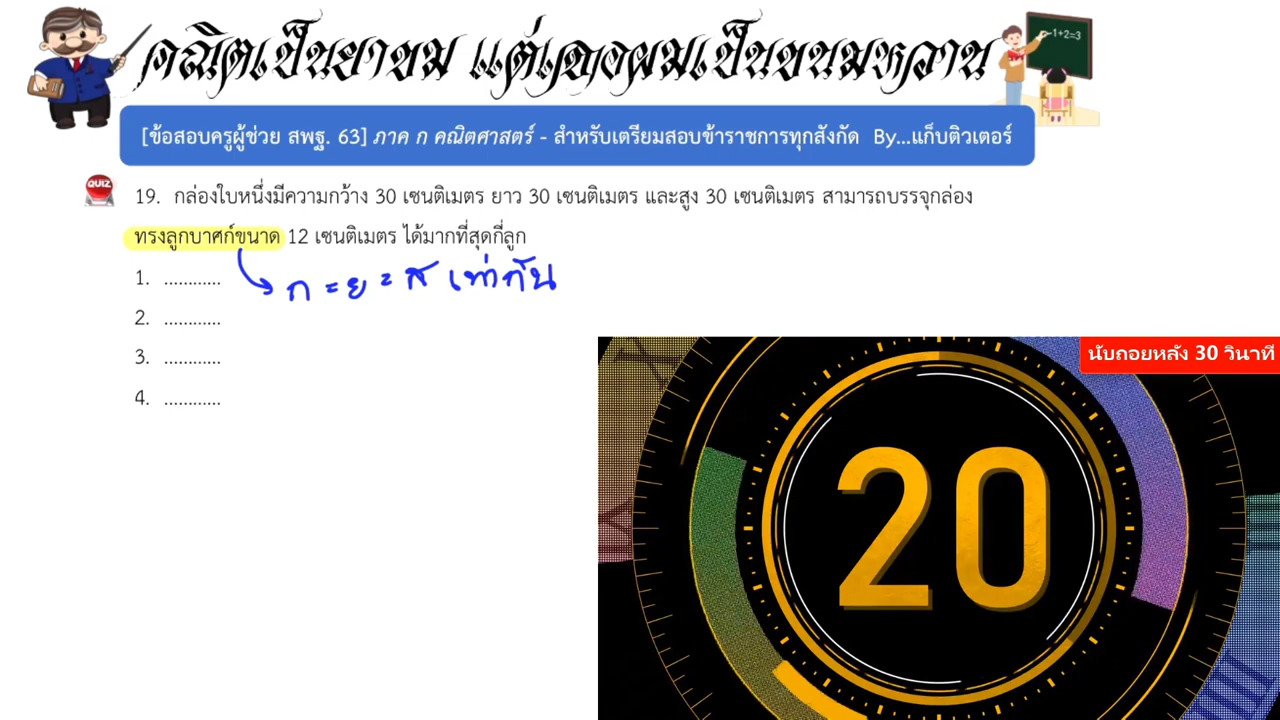 คณิตเป็นยาขม แต่เธอผมเป็นขนมหวาน
1+2=3
[ข้อสอบครูผู้ช่วย สพฐ. 63] ภาค ก คณิตศาสตร์ - สำหรับเตรียมสอบข้าราชการทุกสังกัด By...แก็บติวเตอร์
QUIZ
19. กล่องใบหนึ่งมีความกว้าง 30 เซนติเมตร ยาว 30 เซนติเมตร และสูง 30 เซนติเมตร สามารถบรรจุกล่อง
ทรงลูกบาศก์ขนาด 12 เซนติเมตร ได้มากที่สุดกี่ลูก
1. ............
ก = ย = ส เท่ากัน
2. ............
3. ............
4. ............
นับถอยหลัง 30 วินาที
20